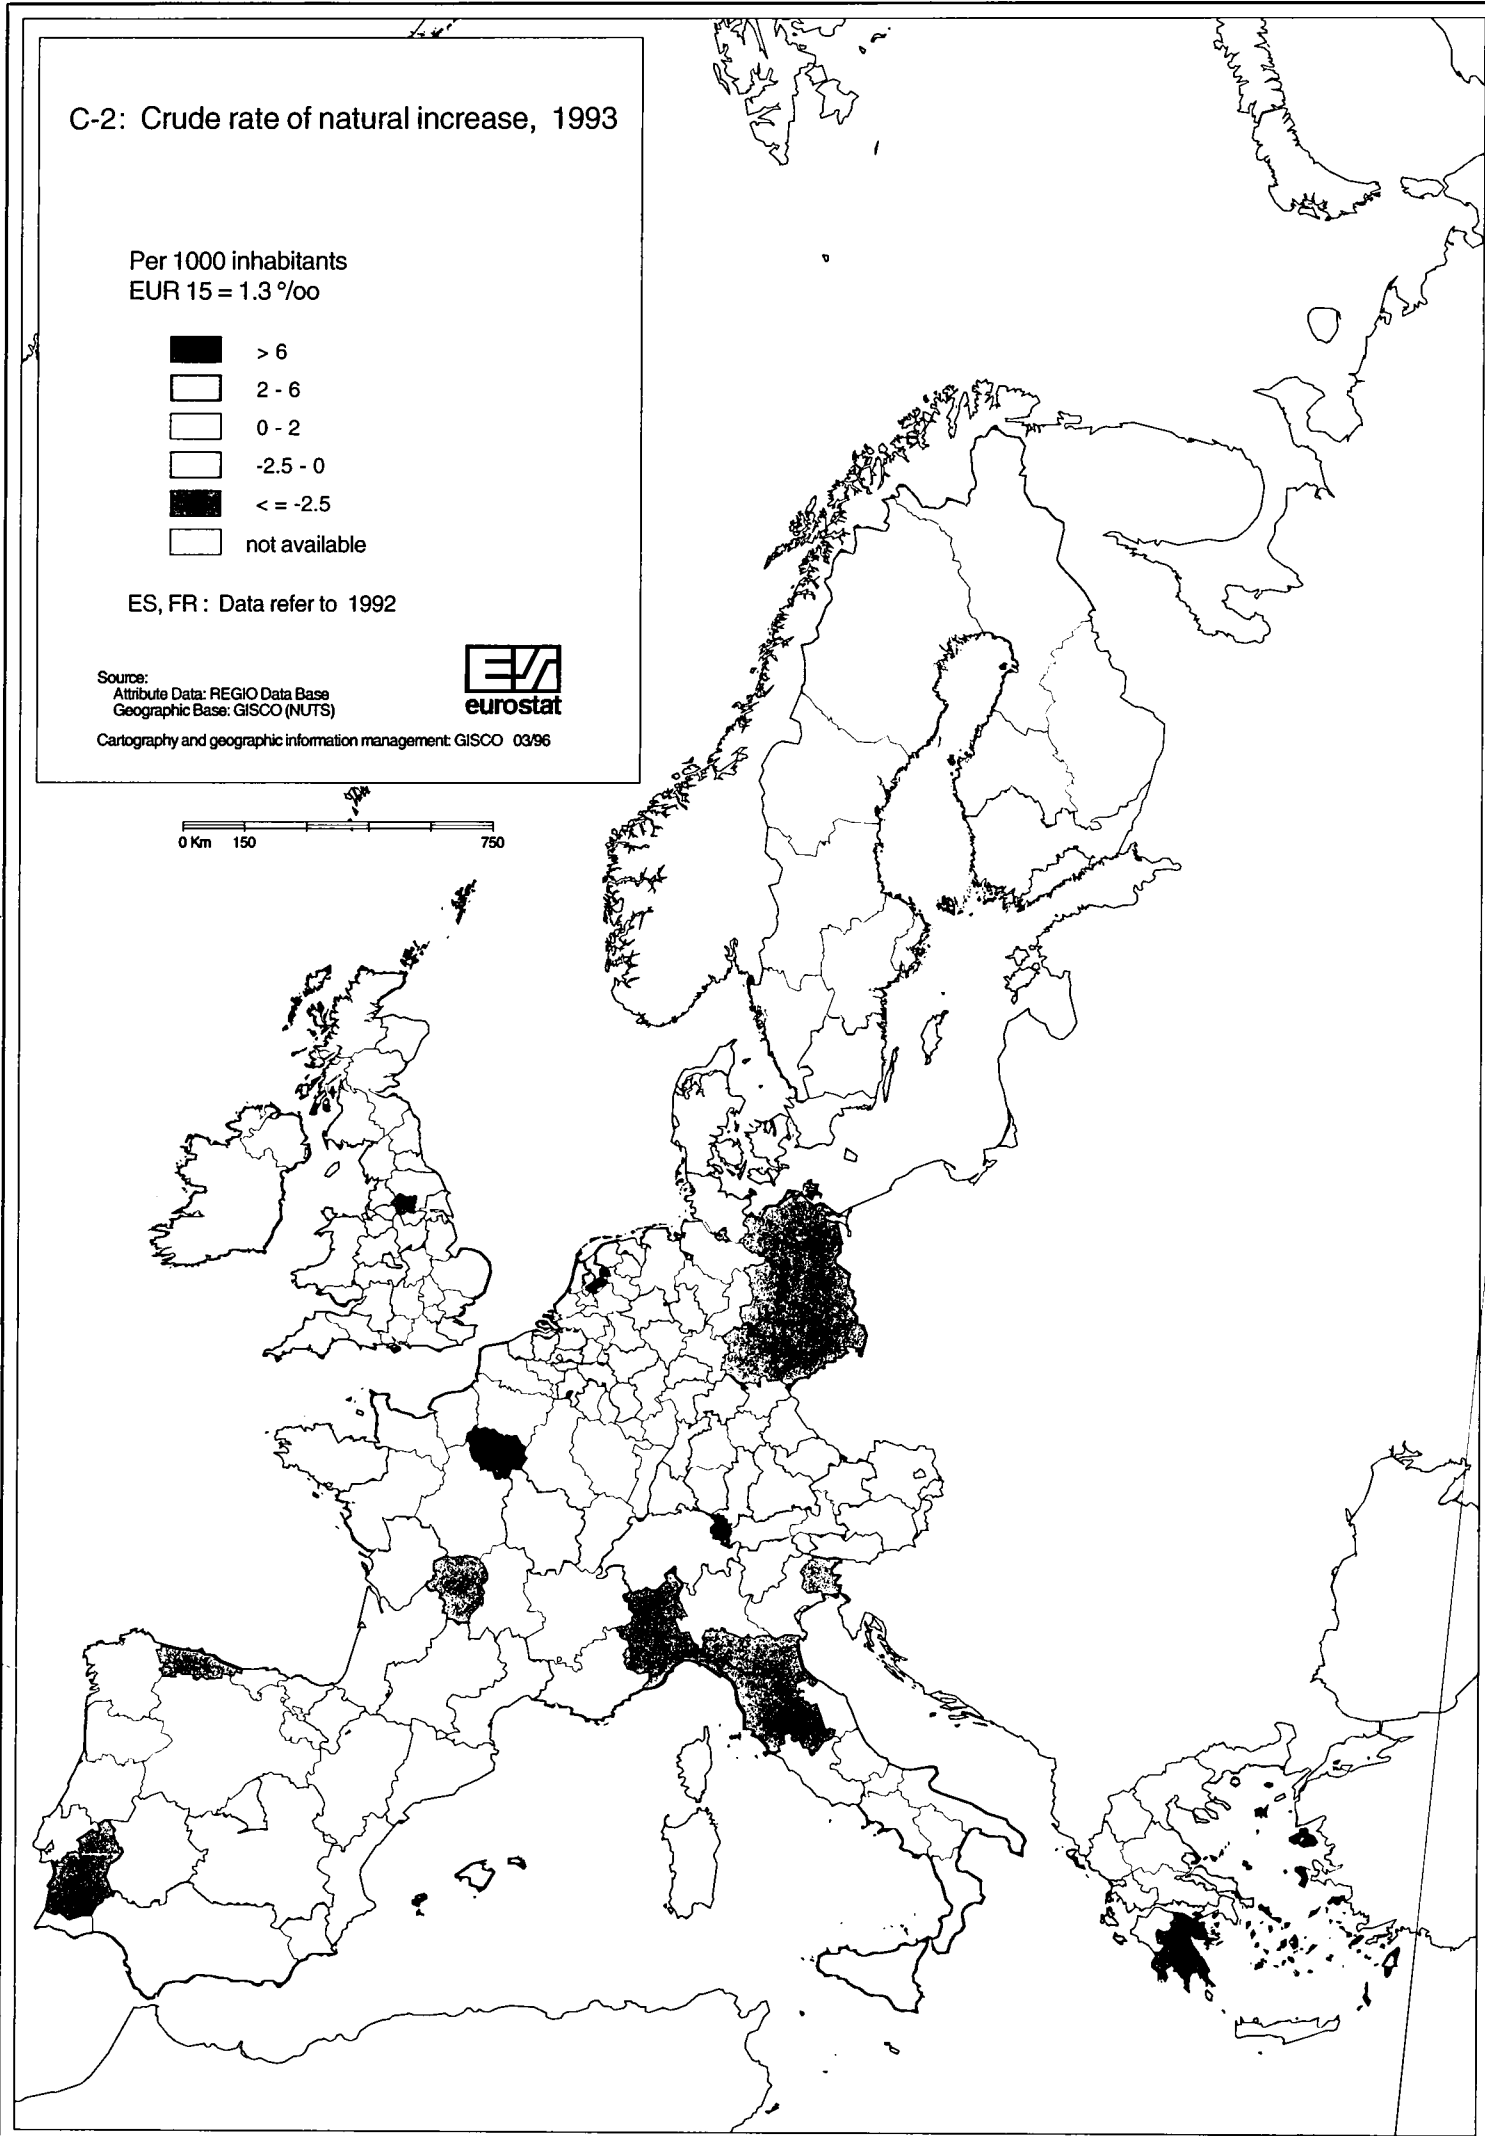 C-2: Crude rate of natural increase, 1993
Per 1000 inhabitants
EUR 15 = 1.3 °/oo
> 6
2 - 6
0 - 2
-2.5 - 0
< = -2.5
not available
ES, FR : Data refer to 1992
Source:
Attribute Data: REGIO Data Base
Geographic Base: GISCO (NUTS)
eurostat
Cartography and geographic information management: GISCO 03/96
0 Km 150 750